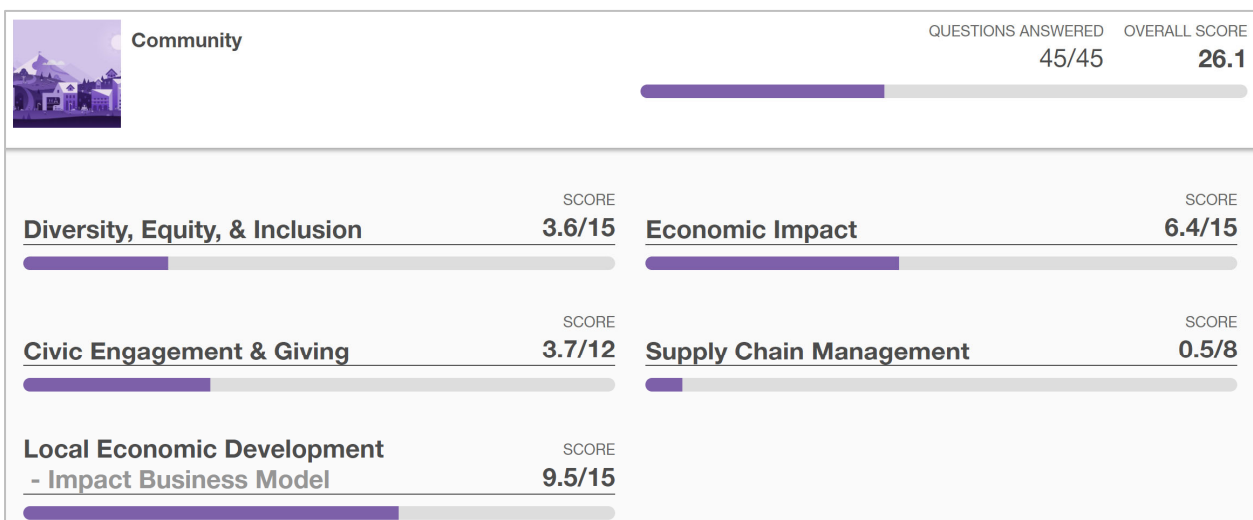 Community
QUESTIONS ANSWERED OVERALL SCORE
45/45 26.1
SCORE
Diversity, Equity, & Inclusion 3.6/15
SCORE
Economic Impact 6.4/15
SCORE
Civic Engagement & Giving 3.7/12
SCORE
Supply Chain Management 0.5/8
Local Economic Development SCORE
- Impact Business Model 9.5/15